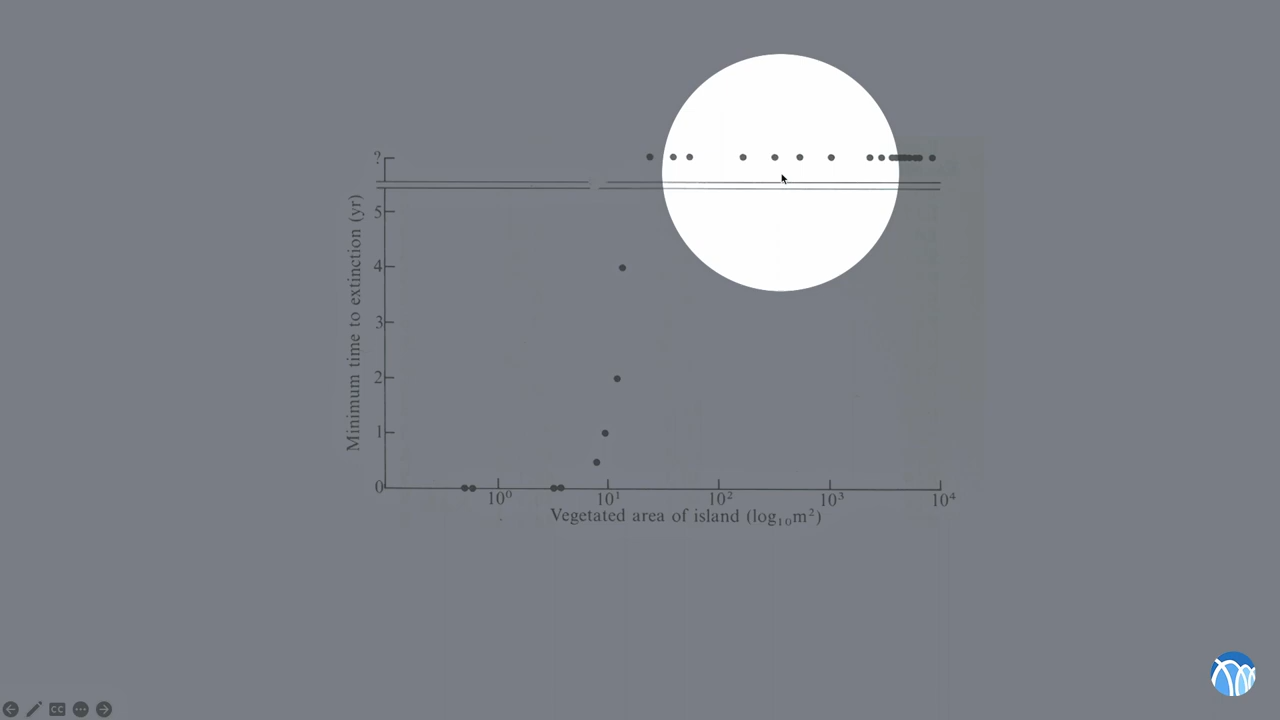 ?
5
4
3
2
1
0
Minimum time to extinction (yr)
10⁰ 10¹ 10² 10³ 10⁴
Vegetated area of island (log₁₀m²)
CC